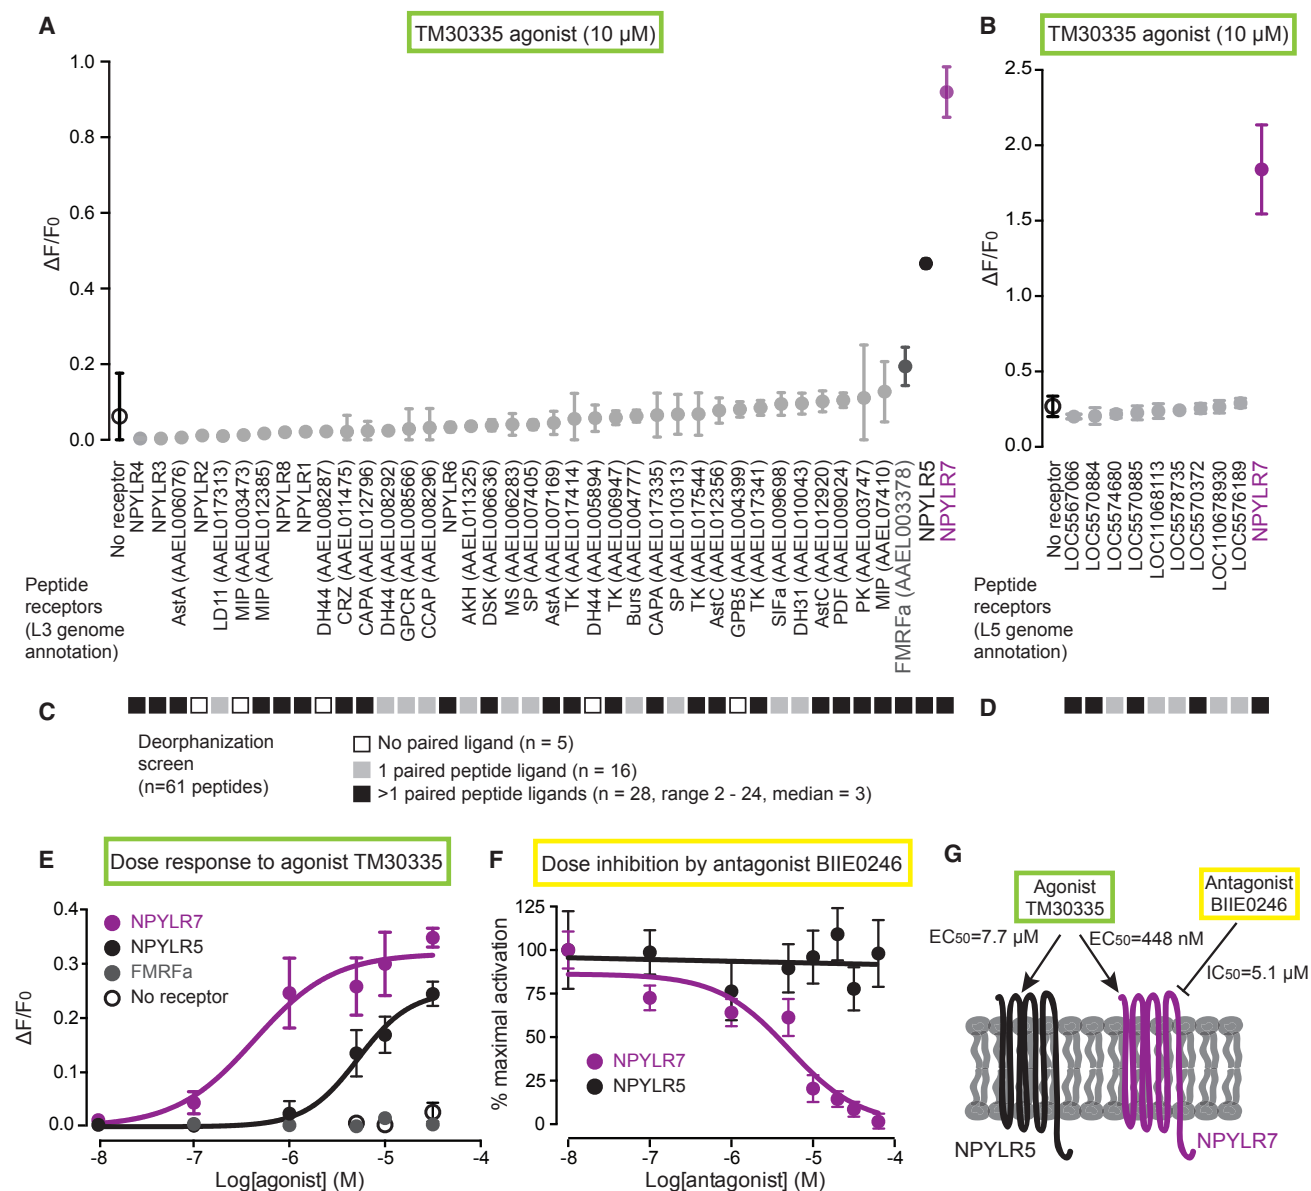 A
TM30335 agonist (10 µM)
ΔF/F0
1.0
0.8
0.6
0.4
0.2
0.0
No receptor
NPYLR4
NPYLR3
AstA (AAEL006076)
NPYLR2
LD11 (AAEL017313)
MIP (AAEL003473)
MIP (AAEL012385)
NPYLR8
NPYLR1
DH44 (AAEL008287)
CRZ (AAEL011475)
CAPA (AAEL012796)
DH44 (AAEL008292)
GPCR (AAEL008566)
CCAP (AAEL008296)
NPYLR6
AKH (AAEL011325)
DSK (AAEL006636)
MS (AAEL006283)
SP (AAEL007405)
AstA (AAEL007169)
TK (AAEL017414)
DH44 (AAEL005894)
TK (AAEL006947)
Burs (AAEL004777)
CAPA (AAEL017335)
SP (AAEL010313)
TK (AAEL017544)
AstC (AAEL012356)
GPB5 (AAEL004399)
TK (AAEL017341)
SIFa (AAEL009698)
DH31 (AAEL010043)
AstC (AAEL012920)
PDF (AAEL009024)
PK (AAEL003747)
MIP (AAEL07410)
FMRFa (AAEL003378)
NPYLR5
NPYLR7
Peptide
receptors
(L3 genome
annotation)
B
TM30335 agonist (10 µM)
ΔF/F0
2.5
2.0
1.5
1.0
0.5
0.0
No receptor
LOC5567066
LOC5570884
LOC5574680
LOC5570885
LOC11068113
LOC5578735
LOC5570372
LOC110678930
LOC5576189
NPYLR7
Peptide
receptors
(L5 genome
annotation)
C
D
Deorphanization
screen
(n=61 peptides)
No paired ligand (n = 5)
1 paired peptide ligand (n = 16)
>1 paired peptide ligands (n = 28, range 2 - 24, median = 3)
E
Dose response to agonist TM30335
ΔF/F0
0.4
0.3
0.2
0.1
0.0
NPYLR7
NPYLR5
FMRFa
No receptor
-8
-7
-6
-5
-4
Log[agonist] (M)
F
Dose inhibition by antagonist BIIE0246
% maximal activation
125
100
75
50
25
0
NPYLR7
NPYLR5
-8
-7
-6
-5
-4
Log[antagonist] (M)
G
Agonist
TM30335
Antagonist
BIIE0246
EC50=7.7 µM
EC50=448 nM
IC50=5.1 µM
NPYLR5
NPYLR7